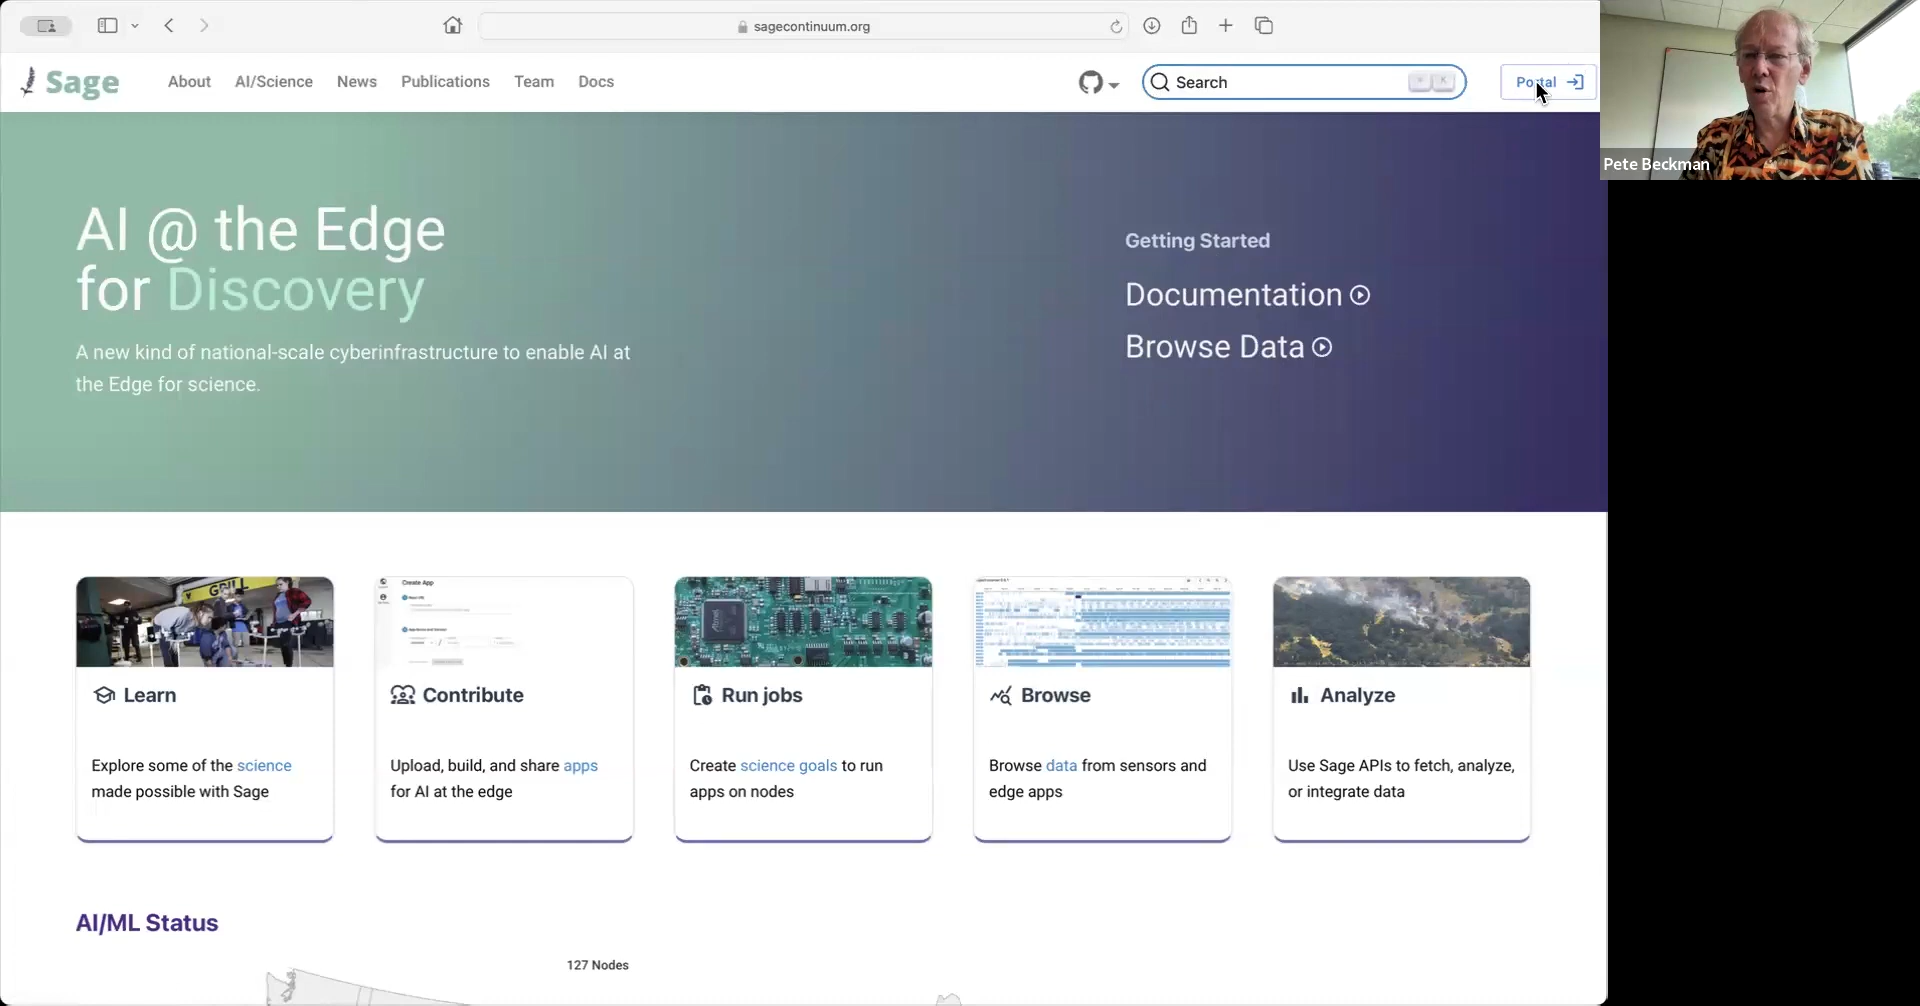 sagecontinuum.org
Sage
About
AI/Science
News
Publications
Team
Docs
Search
Portal
Pete Beckman
AI @ the Edge
for Discovery
A new kind of national-scale cyberinfrastructure to enable AI at
the Edge for science.
Getting Started
Documentation
Browse Data
GRILL
Create App
Learn
Explore some of the science
made possible with Sage
Contribute
Upload, build, and share apps
for AI at the edge
Run jobs
Create science goals to run
apps on nodes
Browse
Browse data from sensors and
edge apps
Analyze
Use Sage APIs to fetch, analyze,
or integrate data
AI/ML Status
127 Nodes